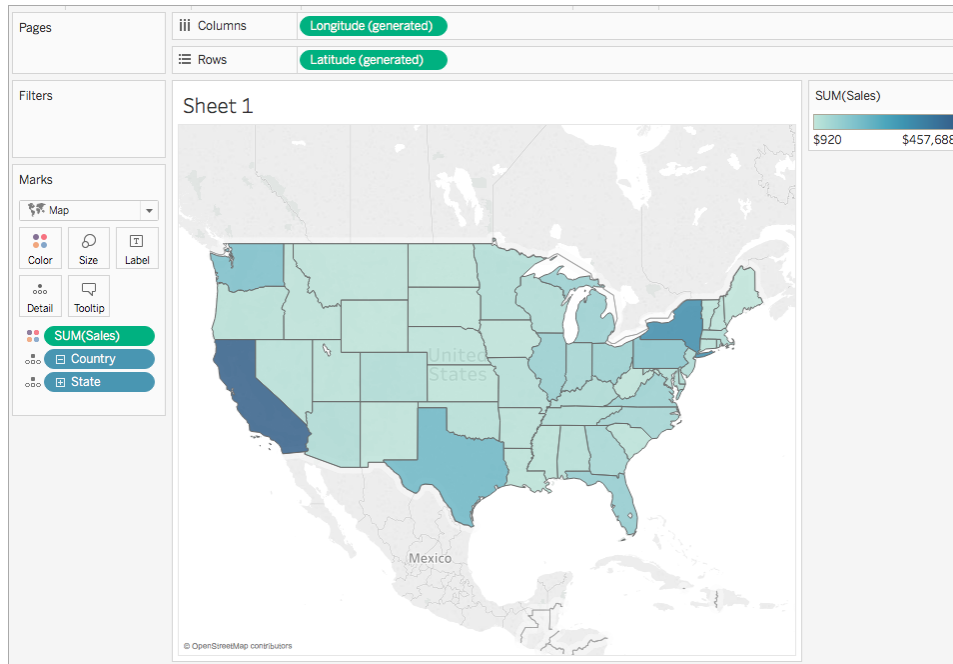 Pages
Columns
Longitude (generated)
Rows
Latitude (generated)
Filters
Sheet 1
SUM(Sales)
$920
$457,688
Marks
Map
Color
Size
Label
T
Detail
Tooltip
SUM(Sales)
Country
State
United
States
Mexico
© OpenStreetMap contributors